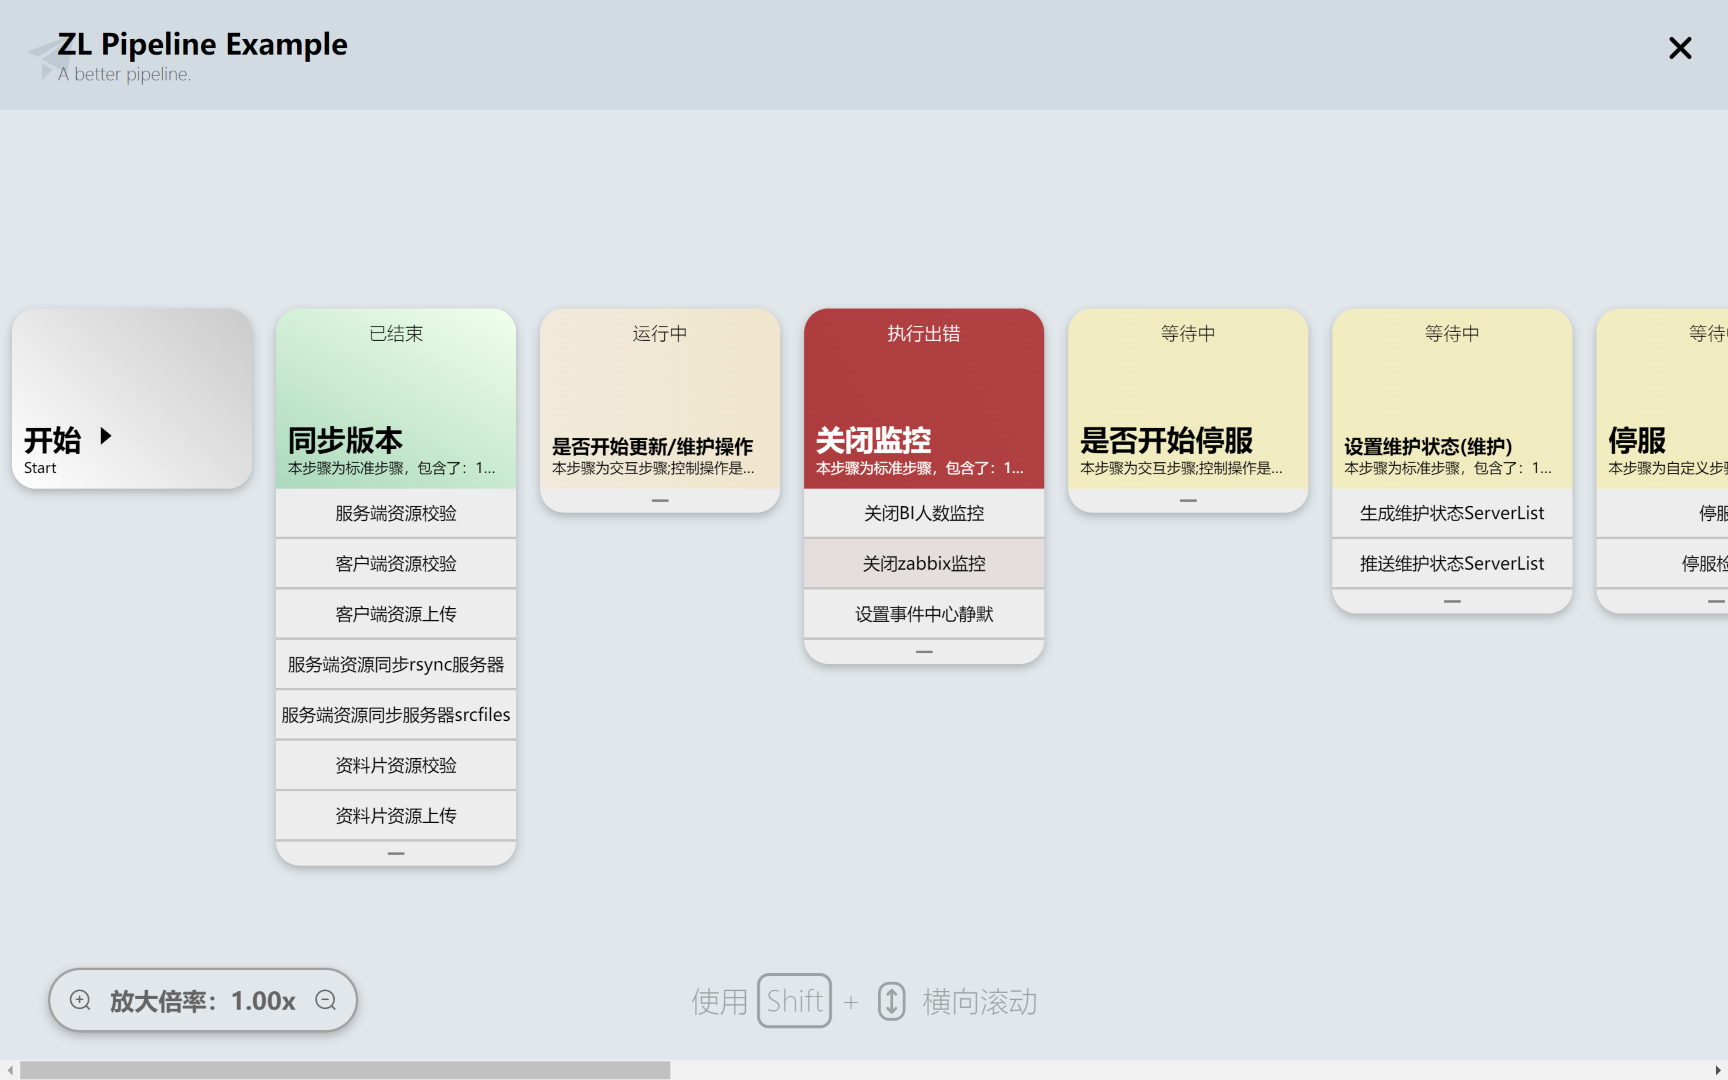 ZL Pipeline Example
A better pipeline.
开始
Start
已结束
同步版本
本步骤为标准步骤，包含了：1...
服务端资源校验
客户端资源校验
客户端资源上传
服务端资源同步rsync服务器
服务端资源同步服务器srcfiles
资料片资源校验
资料片资源上传
运行中
是否开始更新/维护操作
本步骤为交互步骤;控制操作是...
执行出错
关闭监控
本步骤为标准步骤，包含了：1...
关闭BI人数监控
关闭zabbix监控
设置事件中心静默
等待中
是否开始停服
本步骤为交互步骤;控制操作是...
等待中
设置维护状态(维护)
本步骤为标准步骤，包含了：1...
生成维护状态ServerList
推送维护状态ServerList
等待
停服
本步骤为自定义步
停
停服
放大倍率：1.00x
使用 Shift + 横向滚动